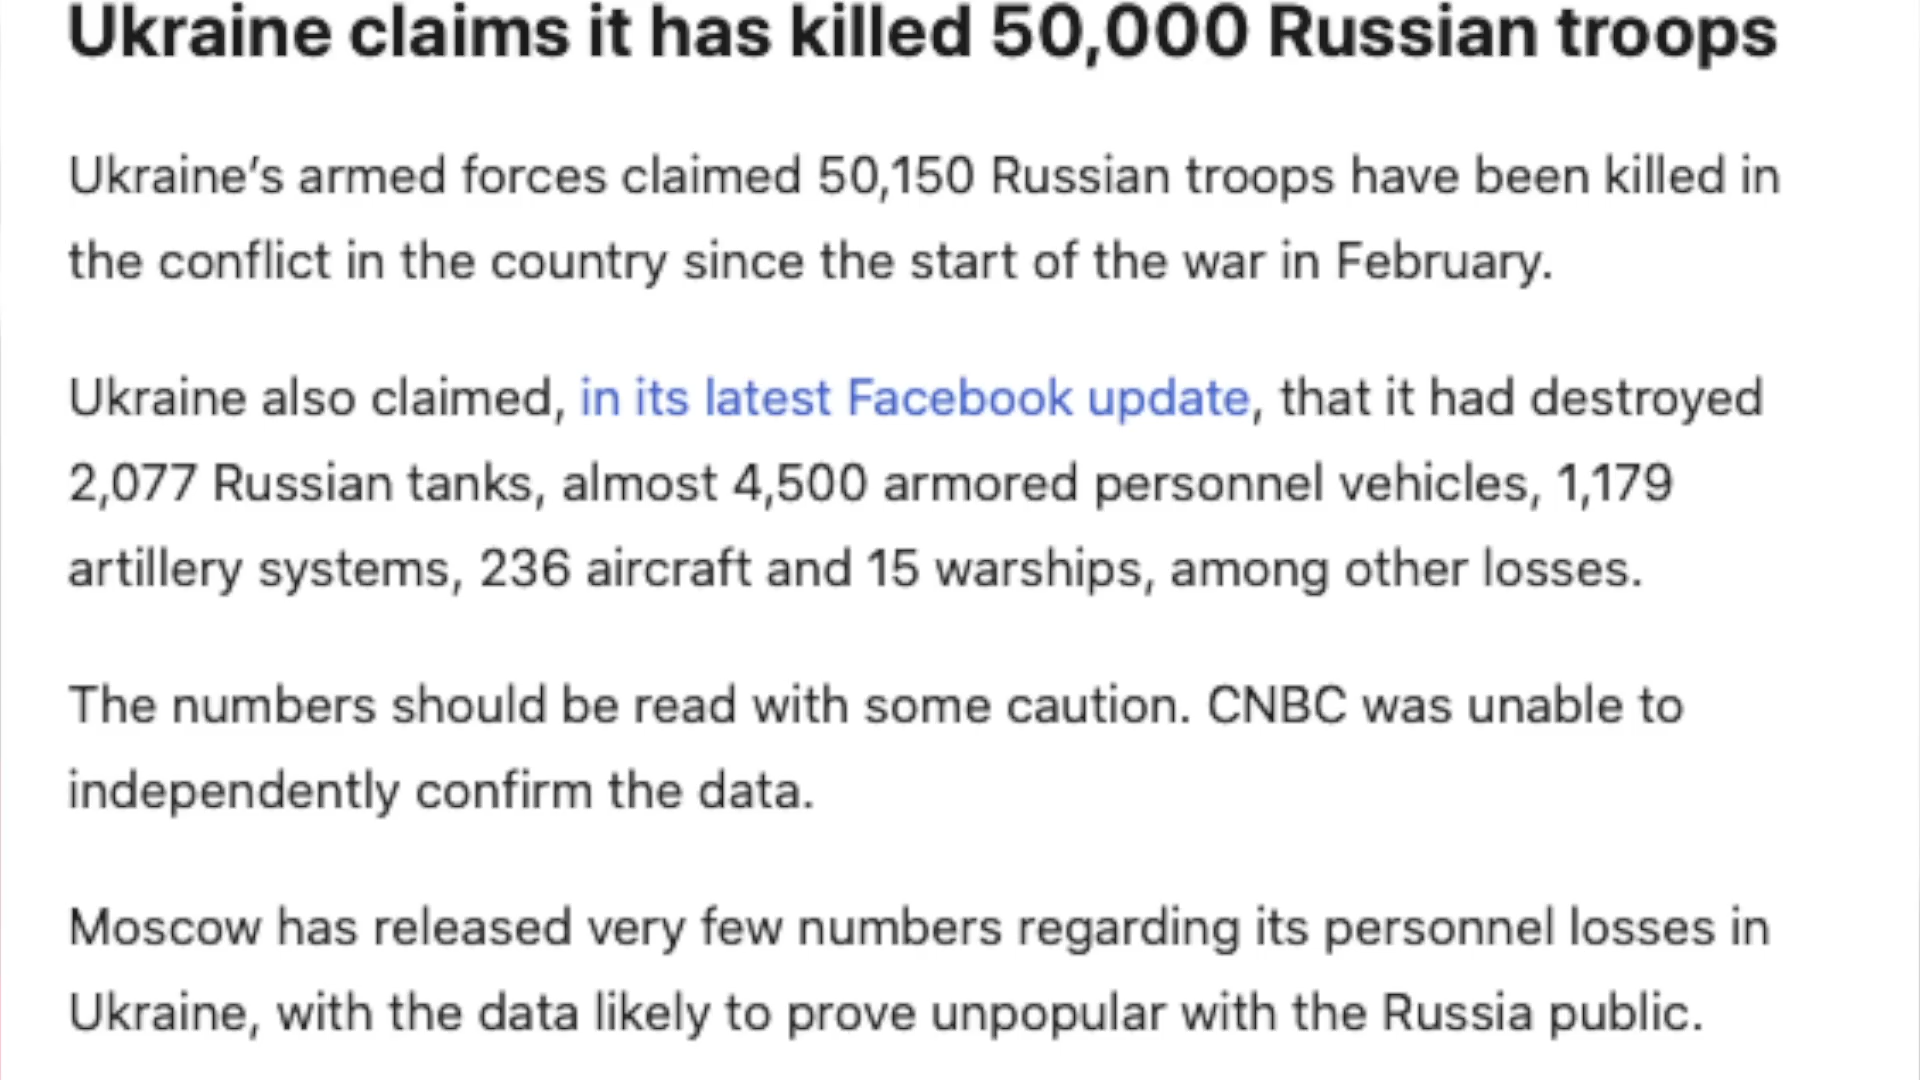 Ukraine claims it has killed 50,000 Russian troops
Ukraine’s armed forces claimed 50,150 Russian troops have been killed in
the conflict in the country since the start of the war in February.
Ukraine also claimed, in its latest Facebook update, that it had destroyed
2,077 Russian tanks, almost 4,500 armored personnel vehicles, 1,179
artillery systems, 236 aircraft and 15 warships, among other losses.
The numbers should be read with some caution. CNBC was unable to
independently confirm the data.
Moscow has released very few numbers regarding its personnel losses in
Ukraine, with the data likely to prove unpopular with the Russia public.